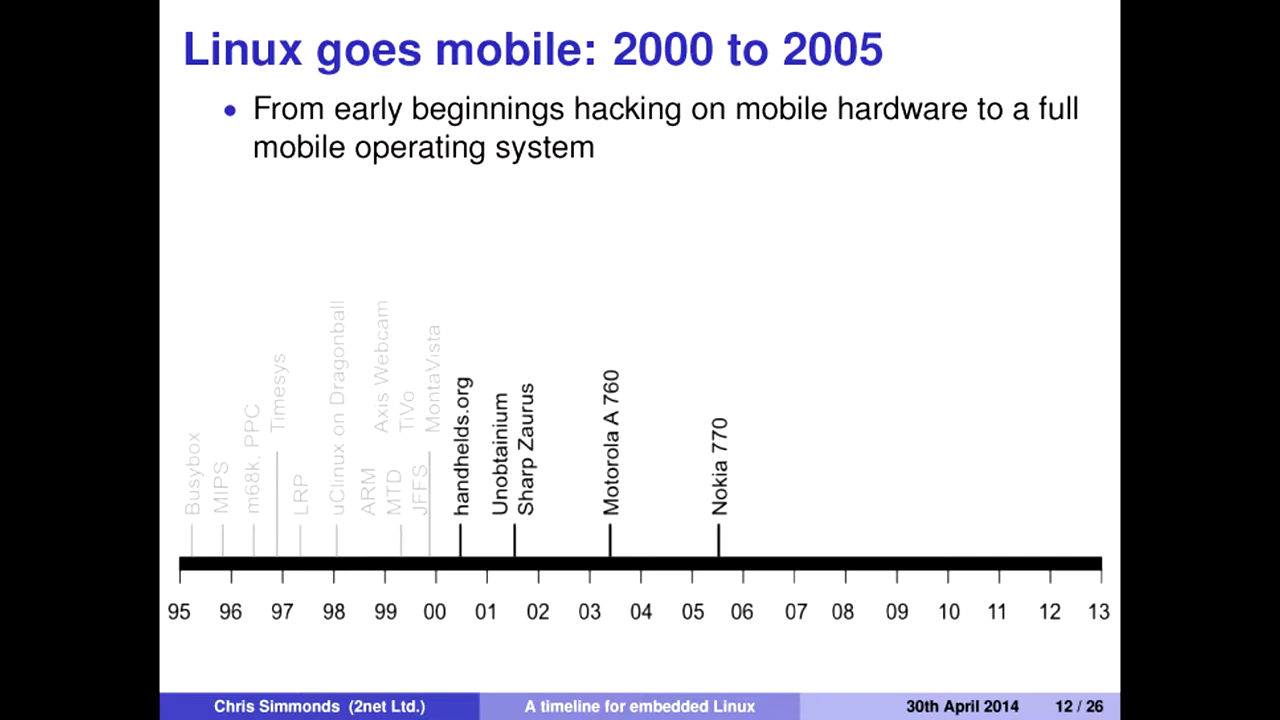 Linux goes mobile: 2000 to 2005
• From early beginnings hacking on mobile hardware to a full
mobile operating system
Busybox
MIPS
m68k, PPC
Timesys
LRP
uClinux on Dragonball
ARM
Axis Webcam
MTD
TiVo
JFFS
MontaVista
handhelds.org
Unobtainium
Sharp Zaurus
Motorola A 760
Nokia 770
95 96 97 98 99 00 01 02 03 04 05 06 07 08 09 10 11 12 13
Chris Simmonds (2net Ltd.) A timeline for embedded Linux 30th April 2014 12 / 26